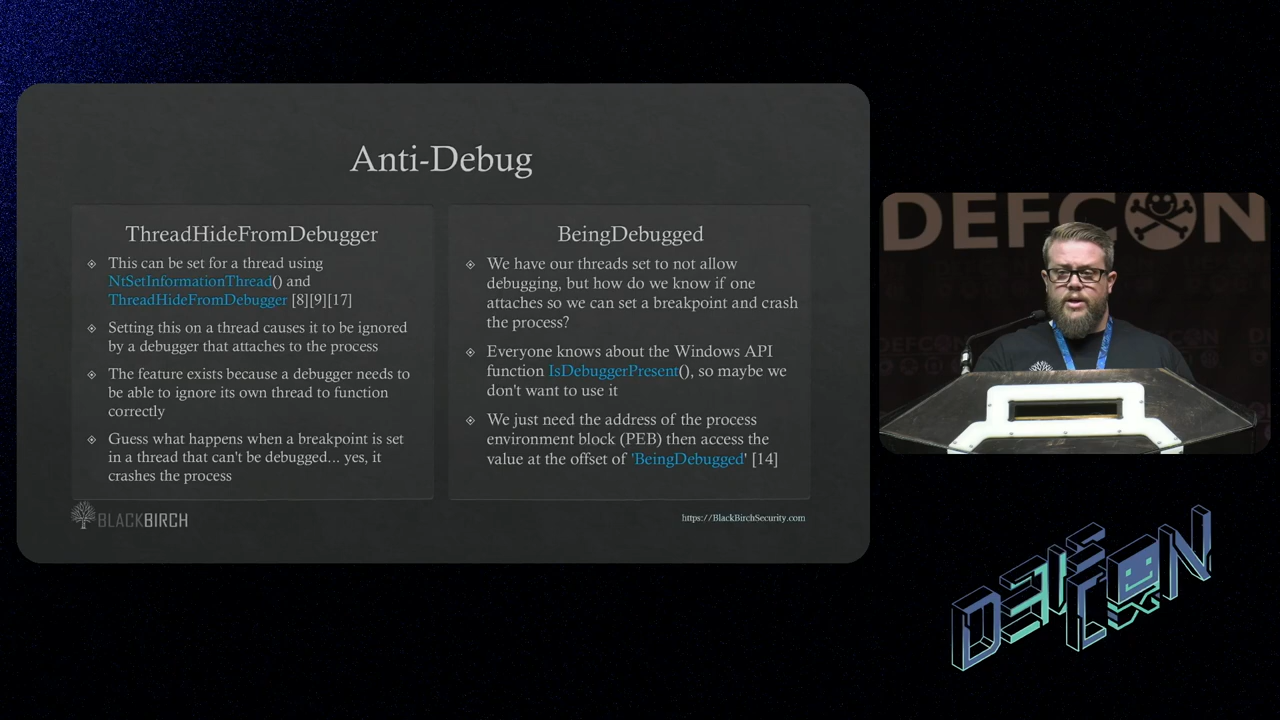 Anti-Debug
ThreadHideFromDebugger
This can be set for a thread using
NtSetInformationThread() and
ThreadHideFromDebugger [8][9][17]
Setting this on a thread causes it to be ignored
by a debugger that attaches to the process
The feature exists because a debugger needs to
be able to ignore its own thread to function
correctly
Guess what happens when a breakpoint is set
in a thread that can't be debugged... yes, it
crashes the process
BeingDebugged
We have our threads set to not allow
debugging, but how do we know if one
attaches so we can set a breakpoint and crash
the process?
Everyone knows about the Windows API
function IsDebuggerPresent(), so maybe we
don't want to use it
We just need the address of the process
environment block (PEB) then access the
value at the offset of 'BeingDebugged' [14]
BLACKBIRCH
https://BlackBirchSecurity.com
DEFCON
DEF
CON